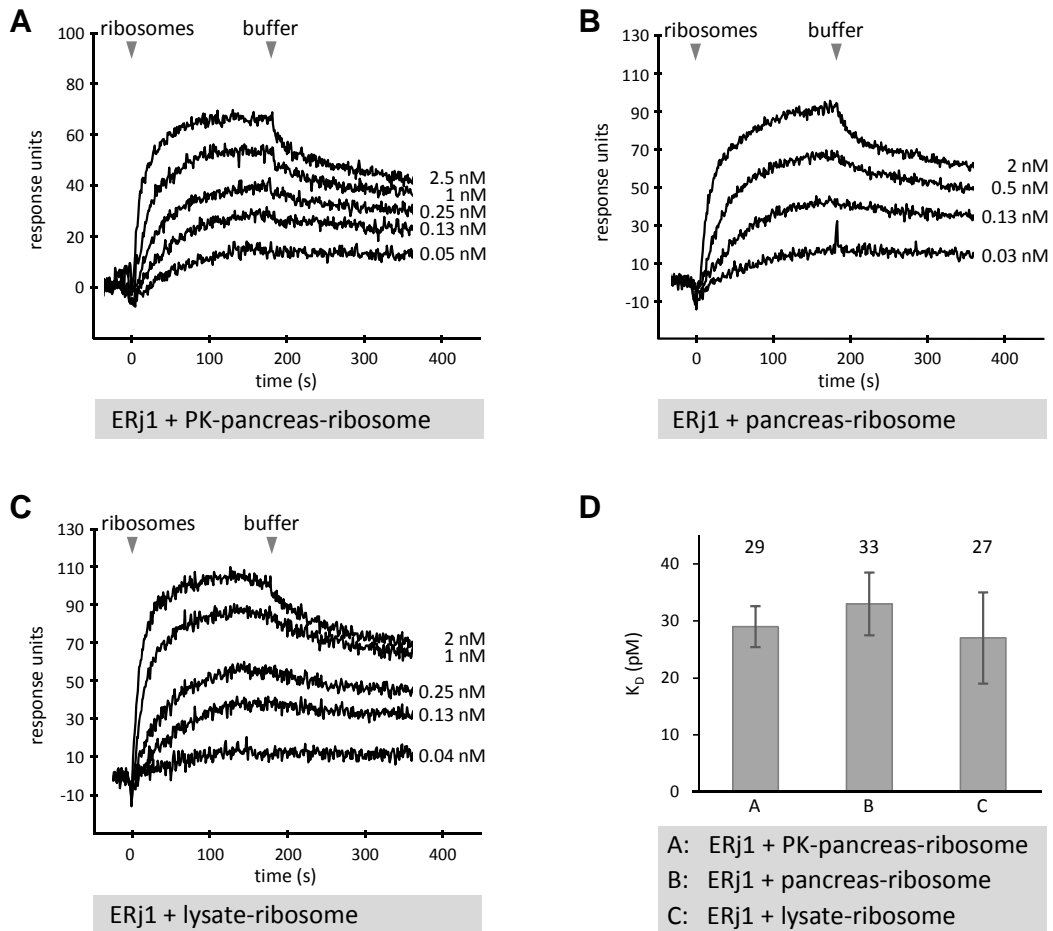 A
ribosomes buffer
100
80
60
40
20
0
response units
2.5 nM
1 nM
0.25 nM
0.13 nM
0.05 nM
0 100 200 300 400
time (s)
ERj1 + PK-pancreas-ribosome
B
ribosomes buffer
130
110
90
70
50
30
10
-10
response units
2 nM
0.5 nM
0.13 nM
0.03 nM
0 100 200 300 400
time (s)
ERj1 + pancreas-ribosome
C
ribosomes buffer
130
110
90
70
50
30
10
-10
response units
2 nM
1 nM
0.25 nM
0.13 nM
0.04 nM
0 100 200 300 400
time (s)
ERj1 + lysate-ribosome
D
29 33 27
40
30
20
10
0
KD (pM)
A B C
A: ERj1 + PK-pancreas-ribosome
B: ERj1 + pancreas-ribosome
C: ERj1 + lysate-ribosome